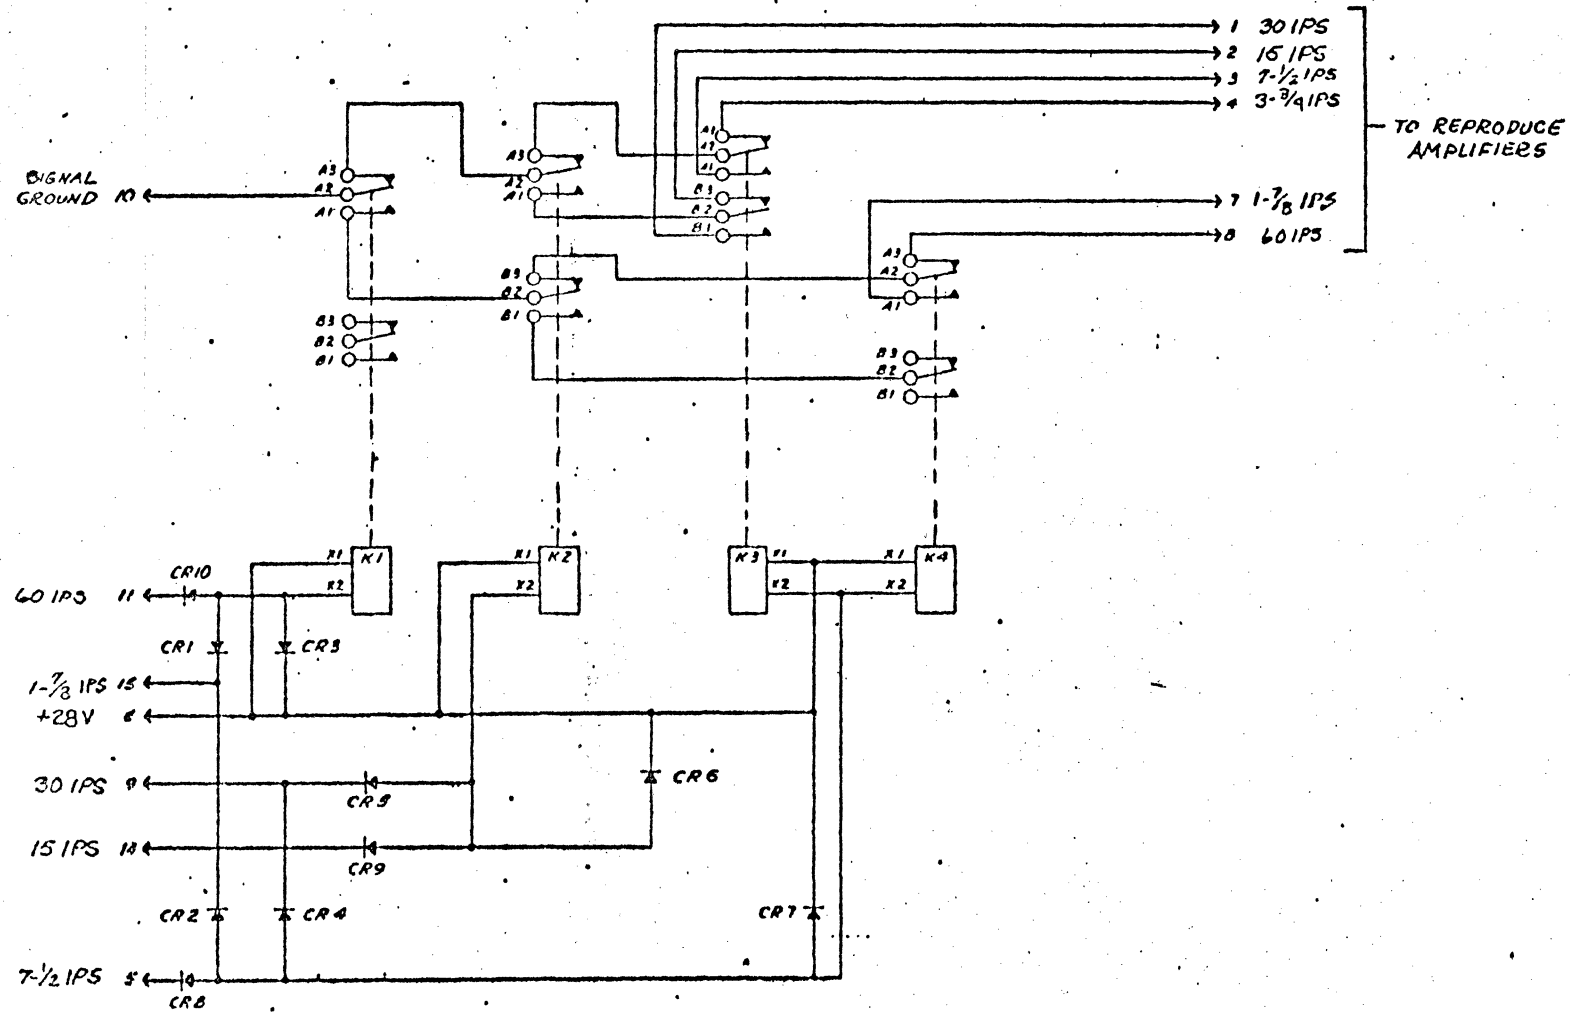 1 30 IPS
2 15 IPS
3 7-1/2 IPS
4 3-3/4 IPS
TO REPRODUCE
AMPLIFIERS
SIGNAL
GROUND 10
A3
A2
A1
A3
A2
A1
A1
B3
B2
B1
7 1-7/8 IPS
8 60 IPS
B3
B2
B1
A3
A2
A1
B3
B2
B1
B3
B2
B1
X1 K1
X2
X1 K2
X2
K3 X1
X2
X1 K4
X2
60 IPS 11
CR10
CR1
CR3
1-7/8 IPS 15
+28V 6
30 IPS 9
CR6
15 IPS 14
CR9
CR2
CR4
CR7
7-1/2 IPS 5
CR8